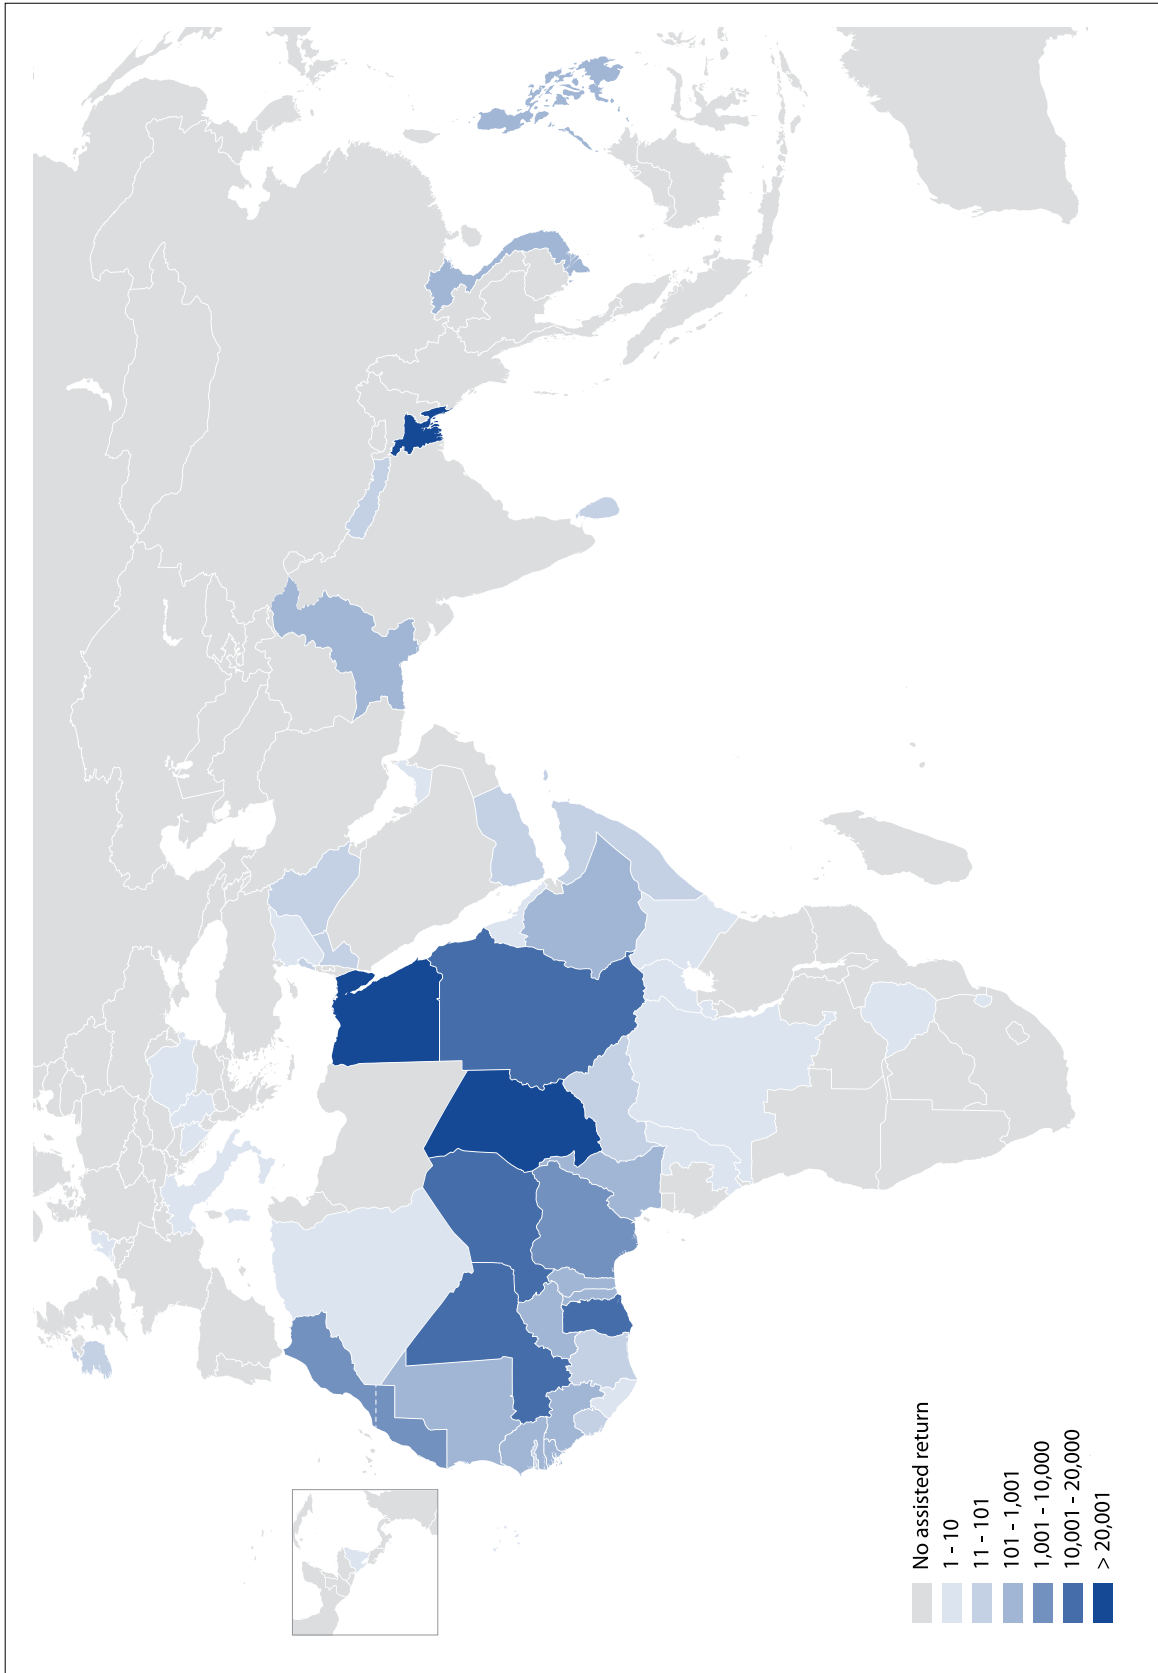 No assisted return
1 - 10
11 - 101
101 - 1,001
1,001 - 10,000
10,001 - 20,000
> 20,001